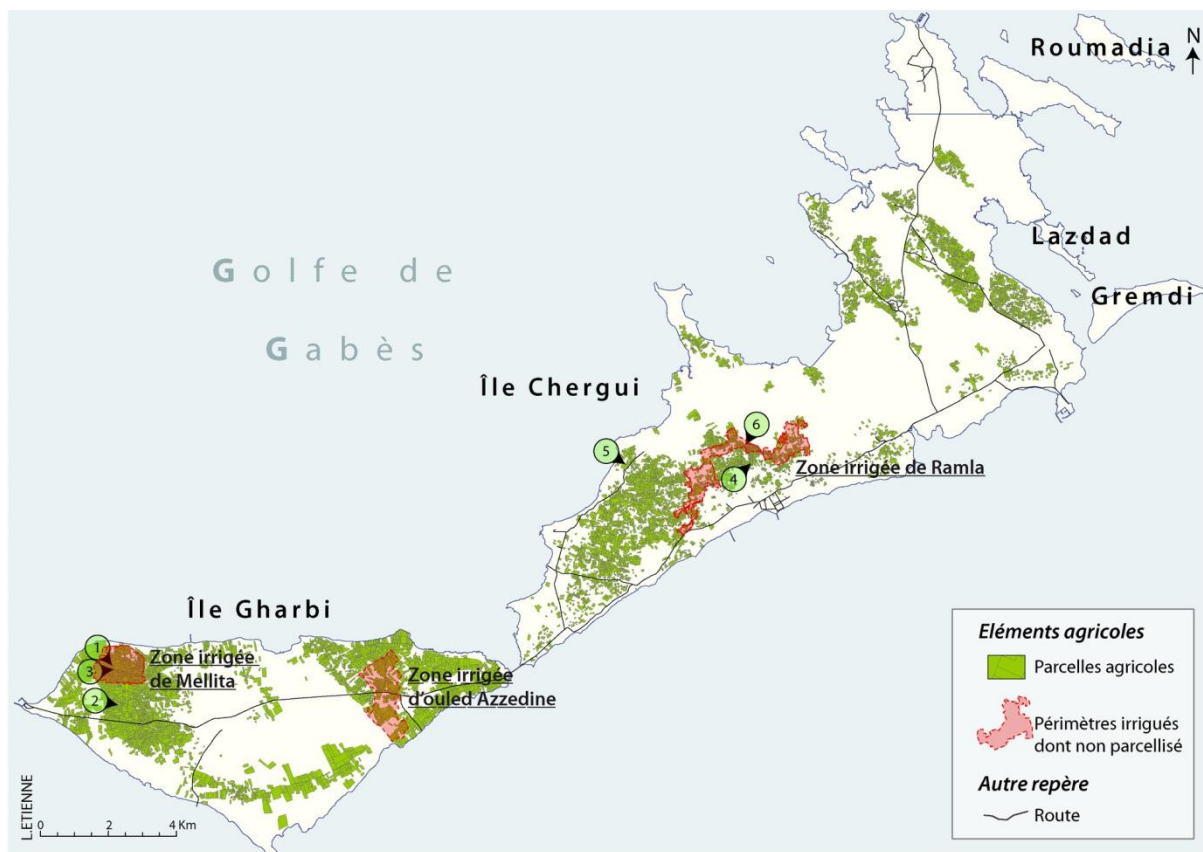 Roumadia
N
Lazdad
Gremdi
Golfe de
Gabès
Île Chergui
6
5
4
Zone irrigée de Ramla
Île Gharbi
1
3
2
Zone irrigée
de Mellita
Zone irrigée
d'ouled Azzedine
Eléments agricoles
Parcelles agricoles
Périmètres irrigués
dont non parcellisé
Autre repère
Route
L.ETIENNE
0 2 4 Km